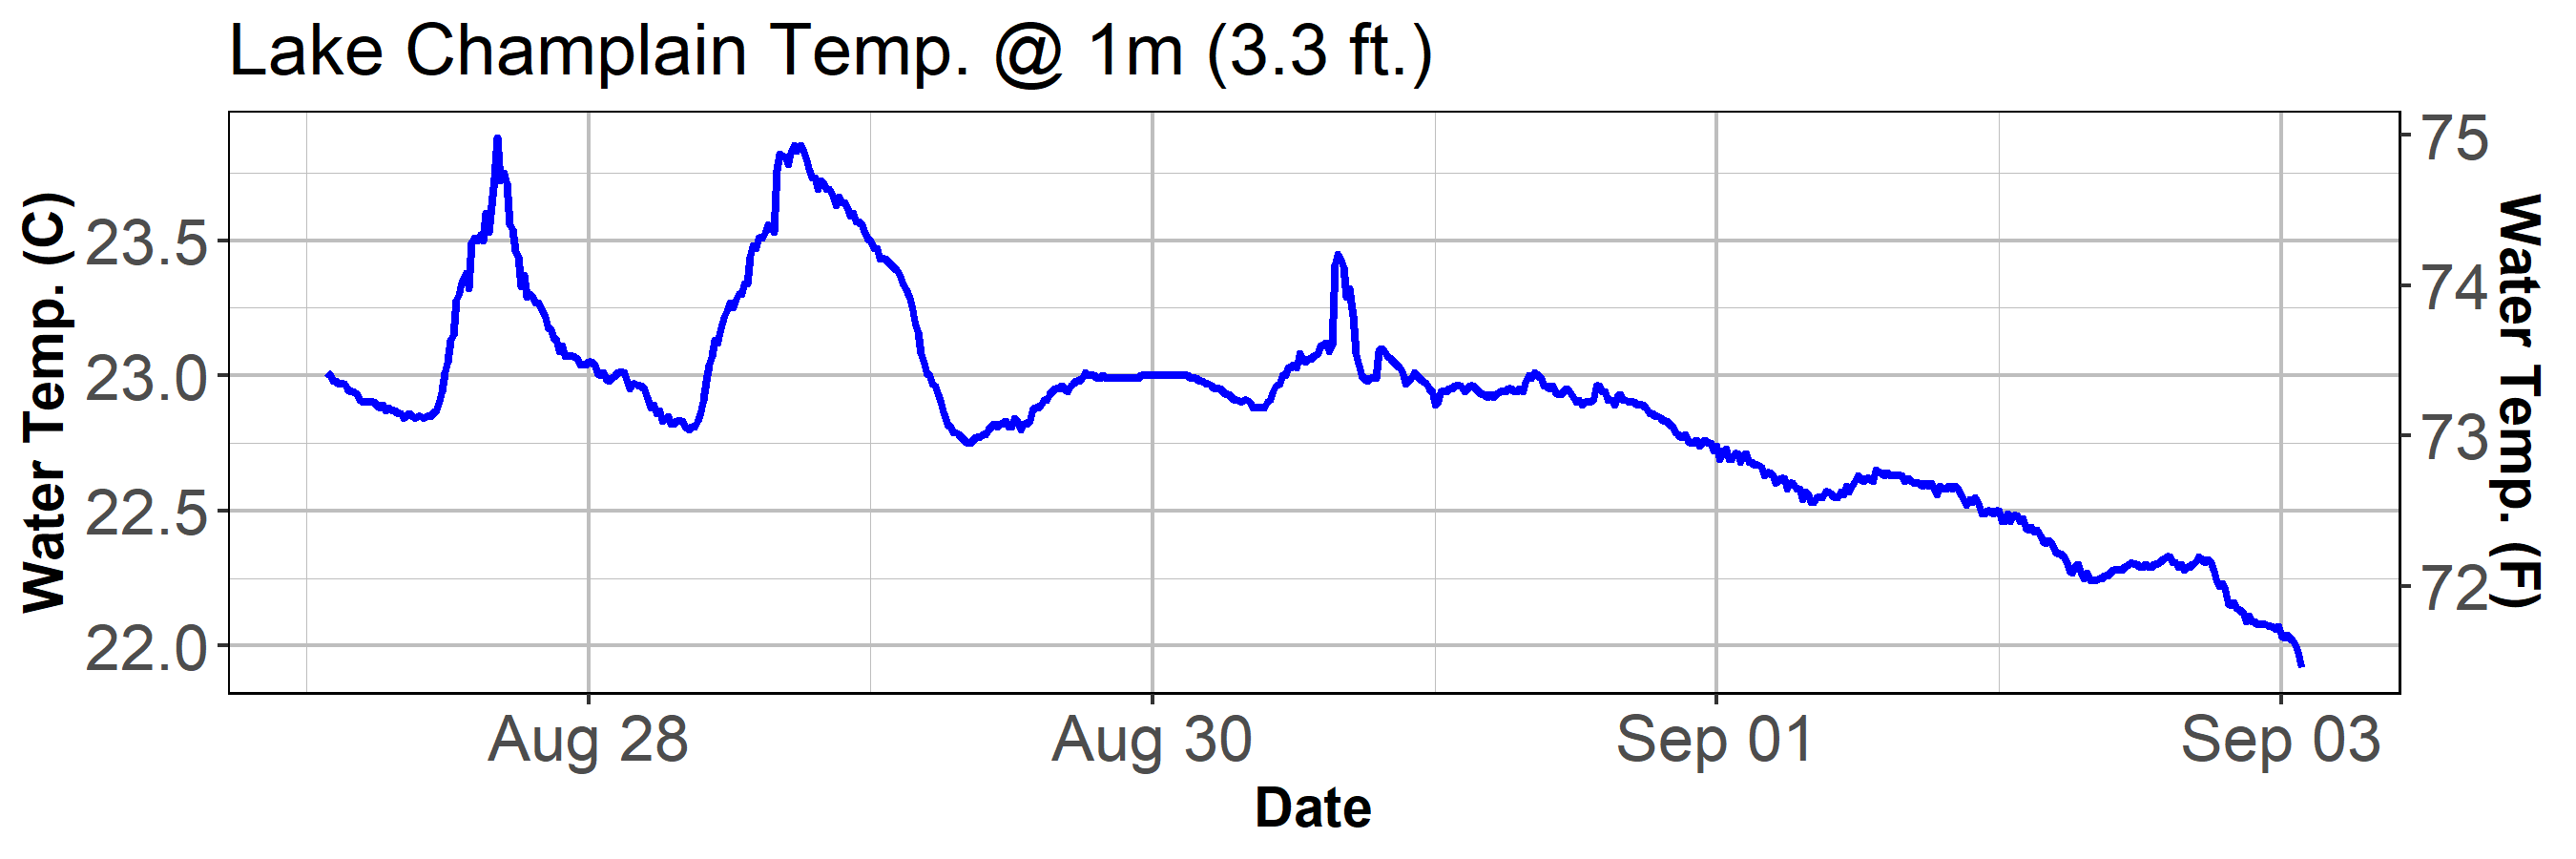 Lake Champlain Temp. @ 1m (3.3 ft.)
Water Temp. (C)
23.5
23.0
22.5
22.0
75
74
73
72
Water Temp. (F)
Aug 28
Aug 30
Sep 01
Sep 03
Date